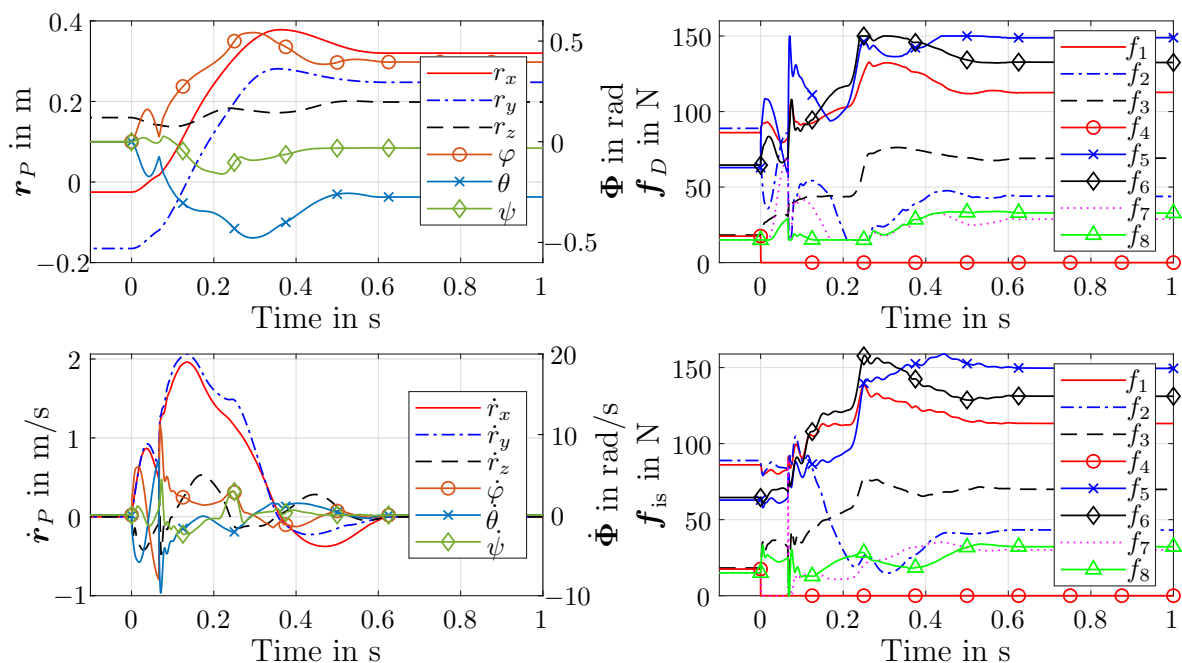 0.4
0.2
0
−0.2
r_P in m
0.5
0
−0.5
Φ in rad
0 0.2 0.4 0.6 0.8 1
Time in s
r_x
r_y
r_z
φ
θ
ψ
150
100
50
0
f_D in N
0 0.2 0.4 0.6 0.8 1
Time in s
f_1
f_2
f_3
f_4
f_5
f_6
f_7
f_8
2
1
0
−1
ṙ_P in m/s
20
10
0
−10
Φ̇ in rad/s
0 0.2 0.4 0.6 0.8 1
Time in s
ṙ_x
ṙ_y
ṙ_z
φ̇
θ̇
ψ̇
150
100
50
0
f_is in N
0 0.2 0.4 0.6 0.8 1
Time in s
f_1
f_2
f_3
f_4
f_5
f_6
f_7
f_8